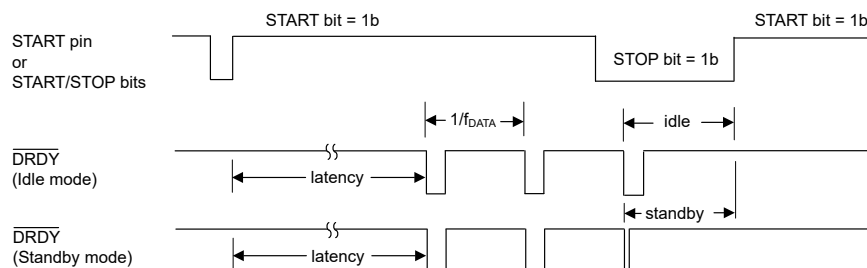 START bit = 1b
START bit = 1b
START pin
or
START/STOP bits
STOP bit = 1b
1/fDATA
idle
DRDY
(Idle mode)
latency
standby
DRDY
(Standby mode)
latency